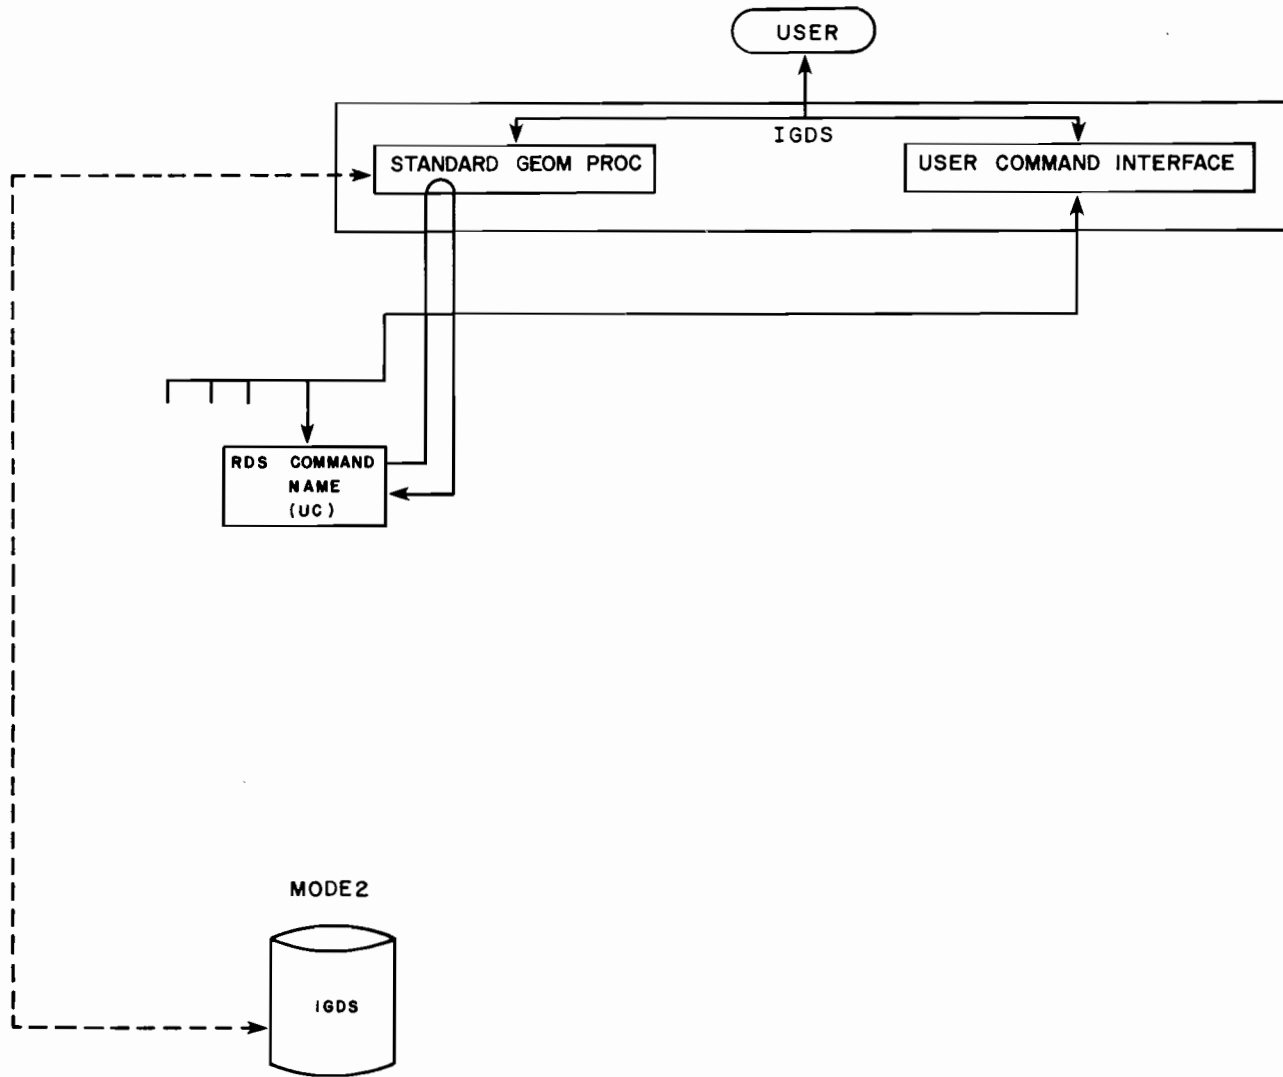 USER
IGDS
STANDARD GEOM PROC
USER COMMAND INTERFACE
RDS COMMAND
NAME
(UC)
MODE2
IGDS